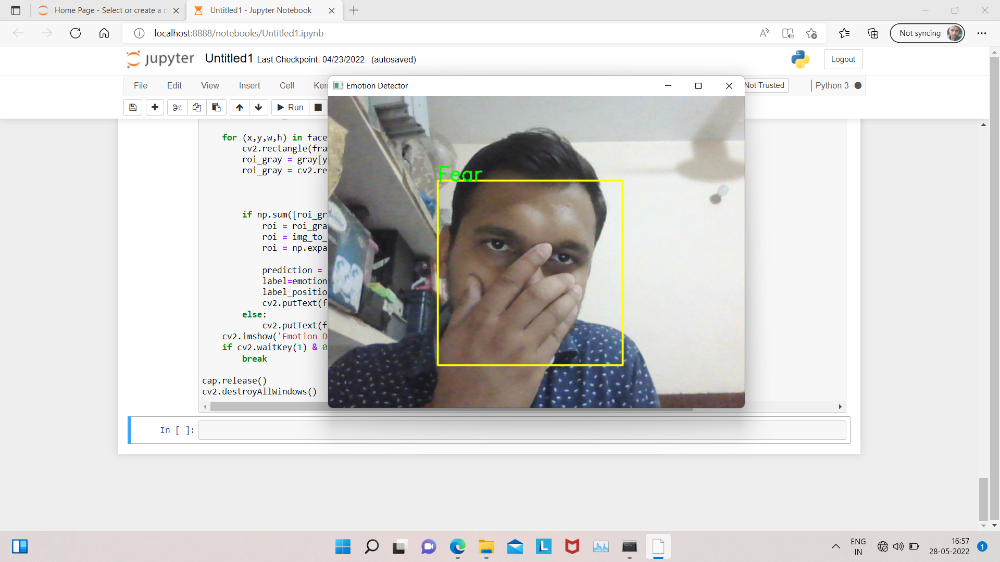 Home Page - Select or create a n
Untitled1 - Jupyter Notebook
localhost:8888/notebooks/Untitled1.ipynb
Not syncing
jupyter Untitled1 Last Checkpoint: 04/23/2022 (autosaved)
Logout
File Edit View Insert Cell Ker
Not Trusted
Python 3
Run
Emotion Detector
Fear
for (x,y,w,h) in face
cv2.rectangle(fra
roi_gray = gray[y
roi_gray = cv2.re
if np.sum([roi_gr
roi = roi_gra
roi = img_to_
roi = np.expa
prediction =
label=emotion_
label_positio
cv2.putText(f
else:
cv2.putText(f
cv2.imshow('Emotion D
if cv2.waitKey(1) & 0
break
cap.release()
cv2.destroyAllWindows()
In [ ]:
ENG
IN
16:57
28-05-2022
1